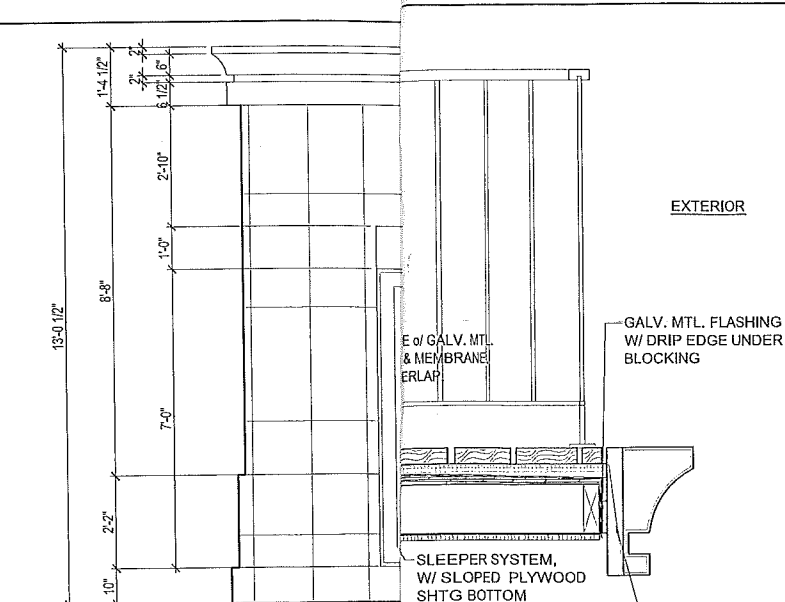 2"
6"
2"
6 1/2"
1'-4 1/2"
2'-10"
1'-0"
8'-8"
13'-0 1/2"
7'-0"
2'-2"
10"
EXTERIOR
GALV. MTL. FLASHING
W/ DRIP EDGE UNDER
BLOCKING
E o/ GALV. MTL.
& MEMBRANE
ERLAP
SLEEPER SYSTEM,
W/ SLOPED PLYWOOD
SHTG BOTTOM